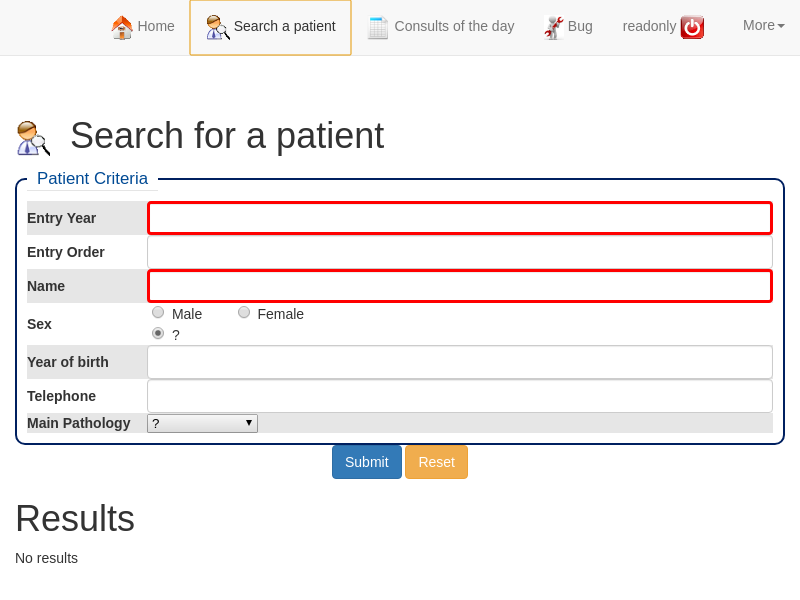 Home Search a patient Consults of the day Bug readonly More
Search for a patient
Patient Criteria
Entry Year
Entry Order
Name
Sex Male Female
?
Year of birth
Telephone
Main Pathology ?
Submit Reset
Results
No results